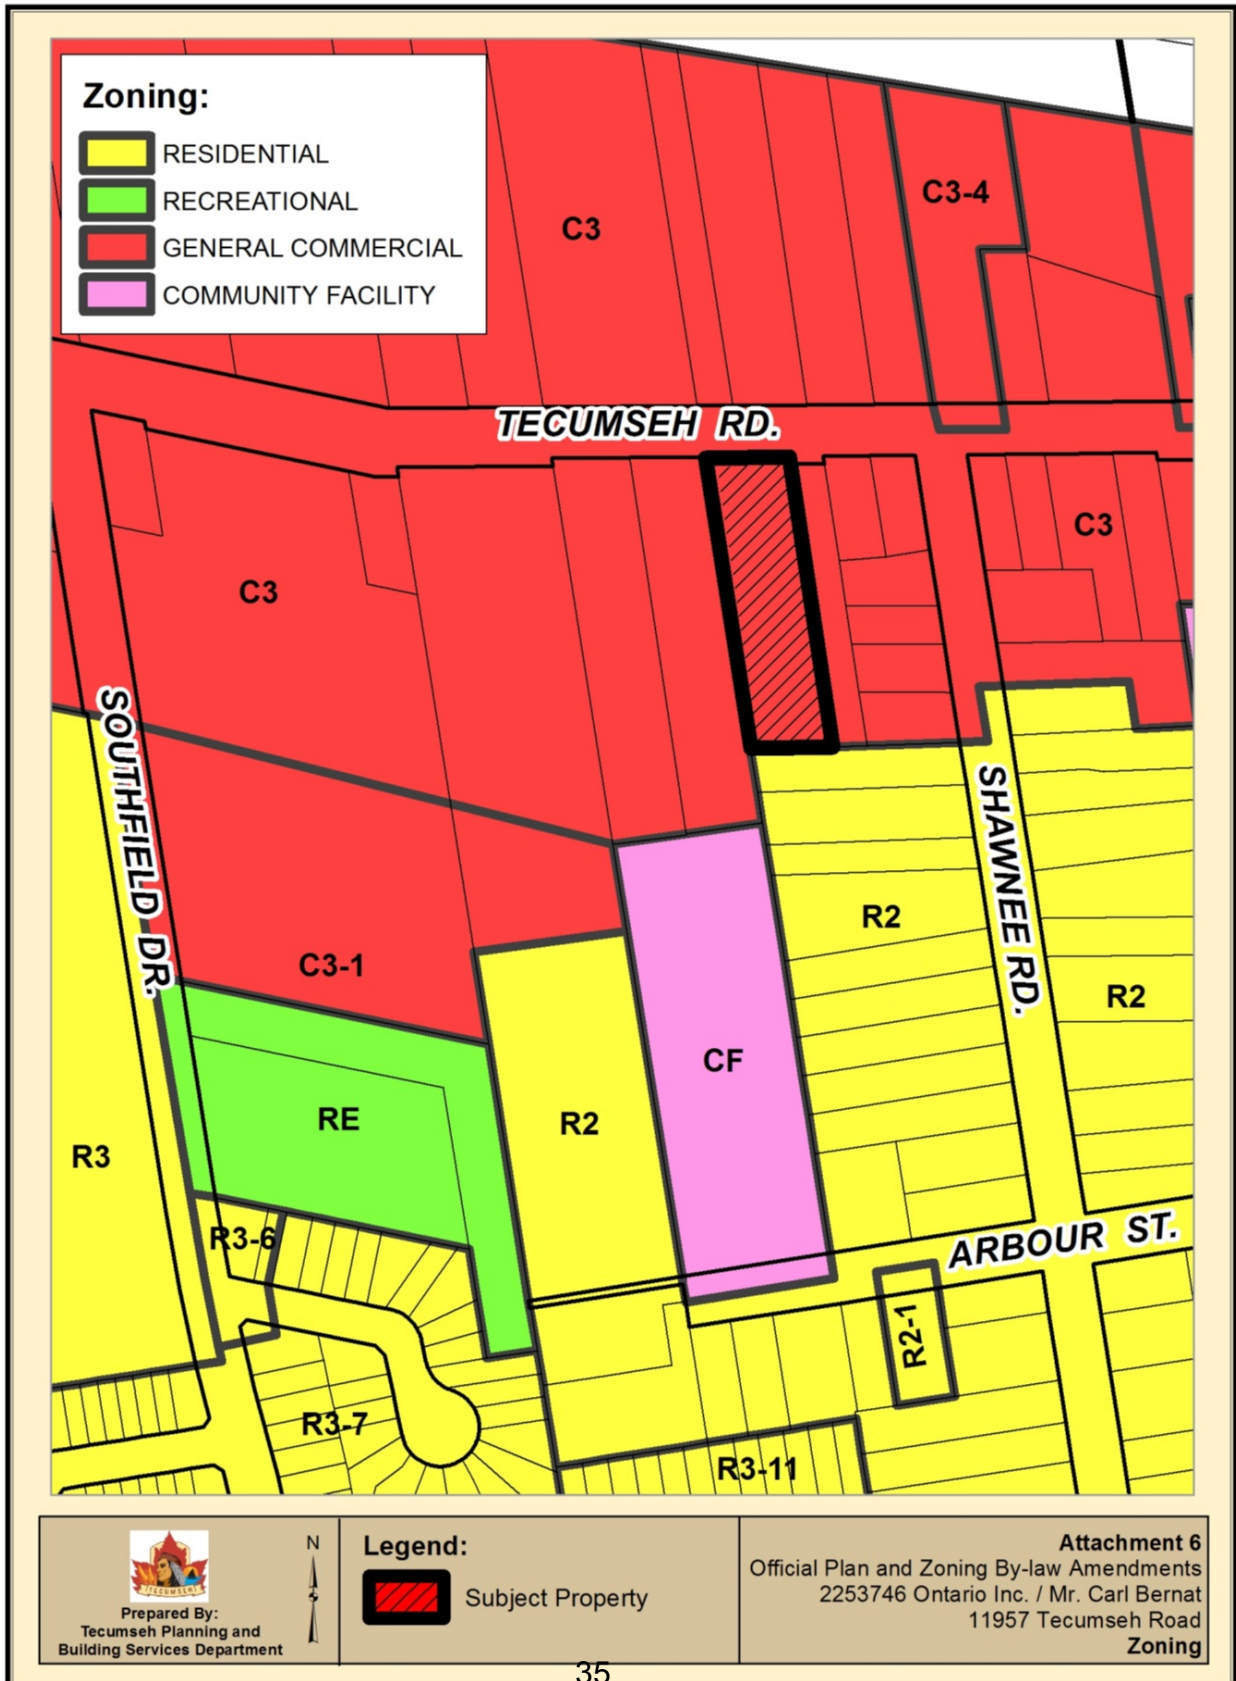 Zoning:
RESIDENTIAL
RECREATIONAL
GENERAL COMMERCIAL
COMMUNITY FACILITY
C3
C3-4
TECUMSEH RD.
C3
C3
SOUTHFIELD DR.
SHAWNEE RD.
C3-1
R2
R2
CF
RE
R2
R3
R3-6
ARBOUR ST.
R2-1
R3-7
R3-11
TECUMSEH
Prepared By:
Tecumseh Planning and
Building Services Department
N
Legend:
Subject Property
Attachment 6
Official Plan and Zoning By-law Amendments
2253746 Ontario Inc. / Mr. Carl Bernat
11957 Tecumseh Road
Zoning
35